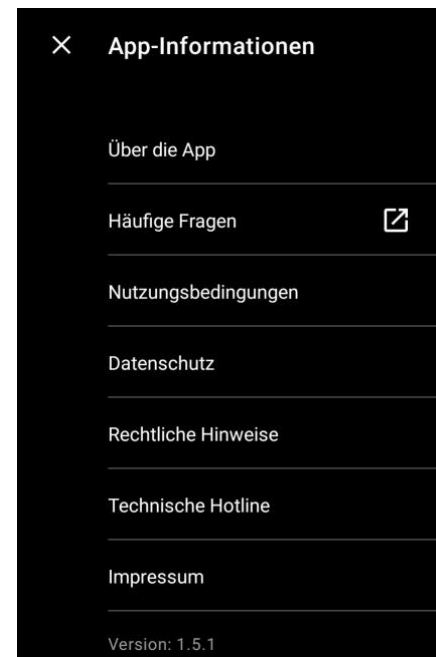 App-Informationen
Über die App
Häufige Fragen
Nutzungsbedingungen
Datenschutz
Rechtliche Hinweise
Technische Hotline
Impressum
Version: 1.5.1